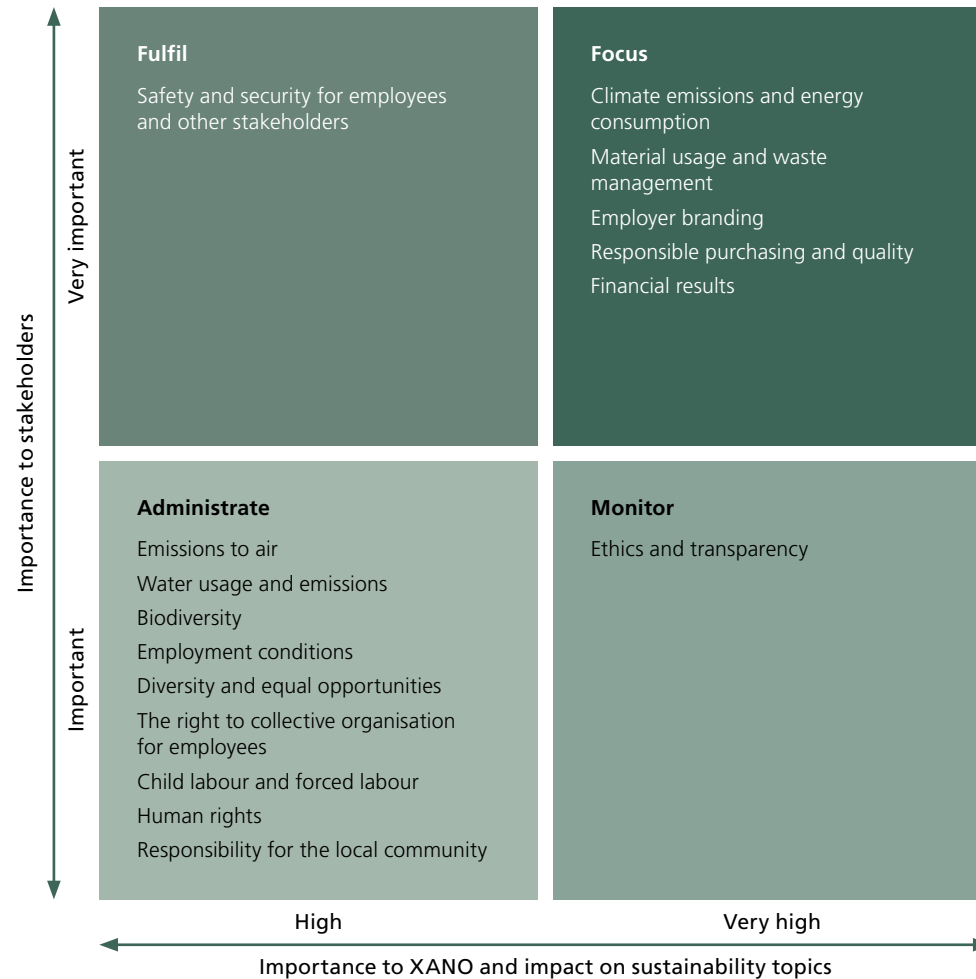 Importance to stakeholders
Very important
Important
Fulfil
Safety and security for employees
and other stakeholders
Focus
Climate emissions and energy
consumption
Material usage and waste
management
Employer branding
Responsible purchasing and quality
Financial results
Administrate
Emissions to air
Water usage and emissions
Biodiversity
Employment conditions
Diversity and equal opportunities
The right to collective organisation
for employees
Child labour and forced labour
Human rights
Responsibility for the local community
Monitor
Ethics and transparency
High
Very high
Importance to XANO and impact on sustainability topics